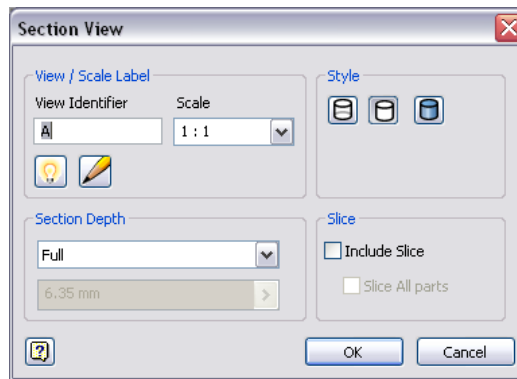 Section View
View / Scale Label
View Identifier
Scale
A
1 : 1
Style
Section Depth
Full
6.35 mm
Slice
Include Slice
Slice All parts
OK
Cancel